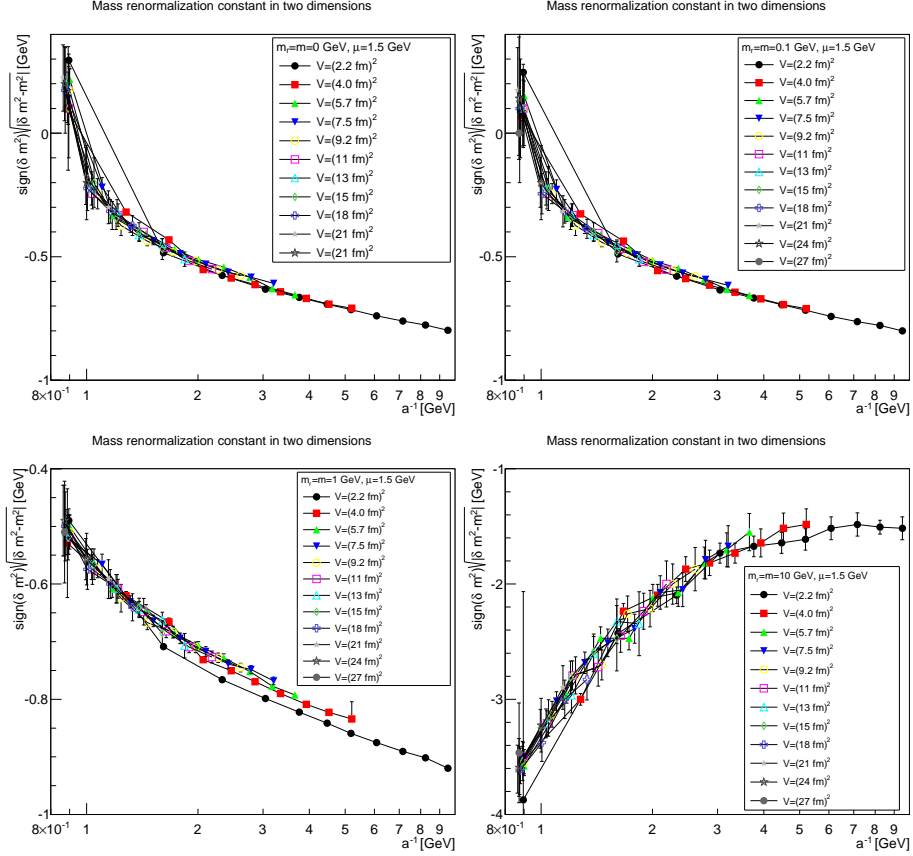 Mass renormalization constant in two dimensions
sign(δ m²)√|δ m²-m²| [GeV]
0
-0.5
-1
m_r=m=0 GeV, μ=1.5 GeV
V=(2.2 fm)²
V=(4.0 fm)²
V=(5.7 fm)²
V=(7.5 fm)²
V=(9.2 fm)²
V=(11 fm)²
V=(13 fm)²
V=(15 fm)²
V=(18 fm)²
V=(21 fm)²
V=(21 fm)²
8×10⁻¹ 1 2 3 4 5 6 7 8 9
a⁻¹ [GeV]
Mass renormalization constant in two dimensions
sign(δ m²)√|δ m²-m²| [GeV]
0
-0.5
-1
m_r=m=0.1 GeV, μ=1.5 GeV
V=(2.2 fm)²
V=(4.0 fm)²
V=(5.7 fm)²
V=(7.5 fm)²
V=(9.2 fm)²
V=(11 fm)²
V=(13 fm)²
V=(15 fm)²
V=(18 fm)²
V=(21 fm)²
V=(24 fm)²
V=(27 fm)²
8×10⁻¹ 1 2 3 4 5 6 7 8 9
a⁻¹ [GeV]
Mass renormalization constant in two dimensions
sign(δ m²)√|δ m²-m²| [GeV]
-0.4
-0.6
-0.8
-1
m_r=m=1 GeV, μ=1.5 GeV
V=(2.2 fm)²
V=(4.0 fm)²
V=(5.7 fm)²
V=(7.5 fm)²
V=(9.2 fm)²
V=(11 fm)²
V=(13 fm)²
V=(15 fm)²
V=(18 fm)²
V=(21 fm)²
V=(24 fm)²
V=(27 fm)²
8×10⁻¹ 1 2 3 4 5 6 7 8 9
a⁻¹ [GeV]
Mass renormalization constant in two dimensions
sign(δ m²)√|δ m²-m²| [GeV]
-1
-2
-3
-4
m_r=m=10 GeV, μ=1.5 GeV
V=(2.2 fm)²
V=(4.0 fm)²
V=(5.7 fm)²
V=(7.5 fm)²
V=(9.2 fm)²
V=(11 fm)²
V=(13 fm)²
V=(15 fm)²
V=(18 fm)²
V=(21 fm)²
V=(24 fm)²
V=(27 fm)²
8×10⁻¹ 1 2 3 4 5 6 7 8 9
a⁻¹ [GeV]